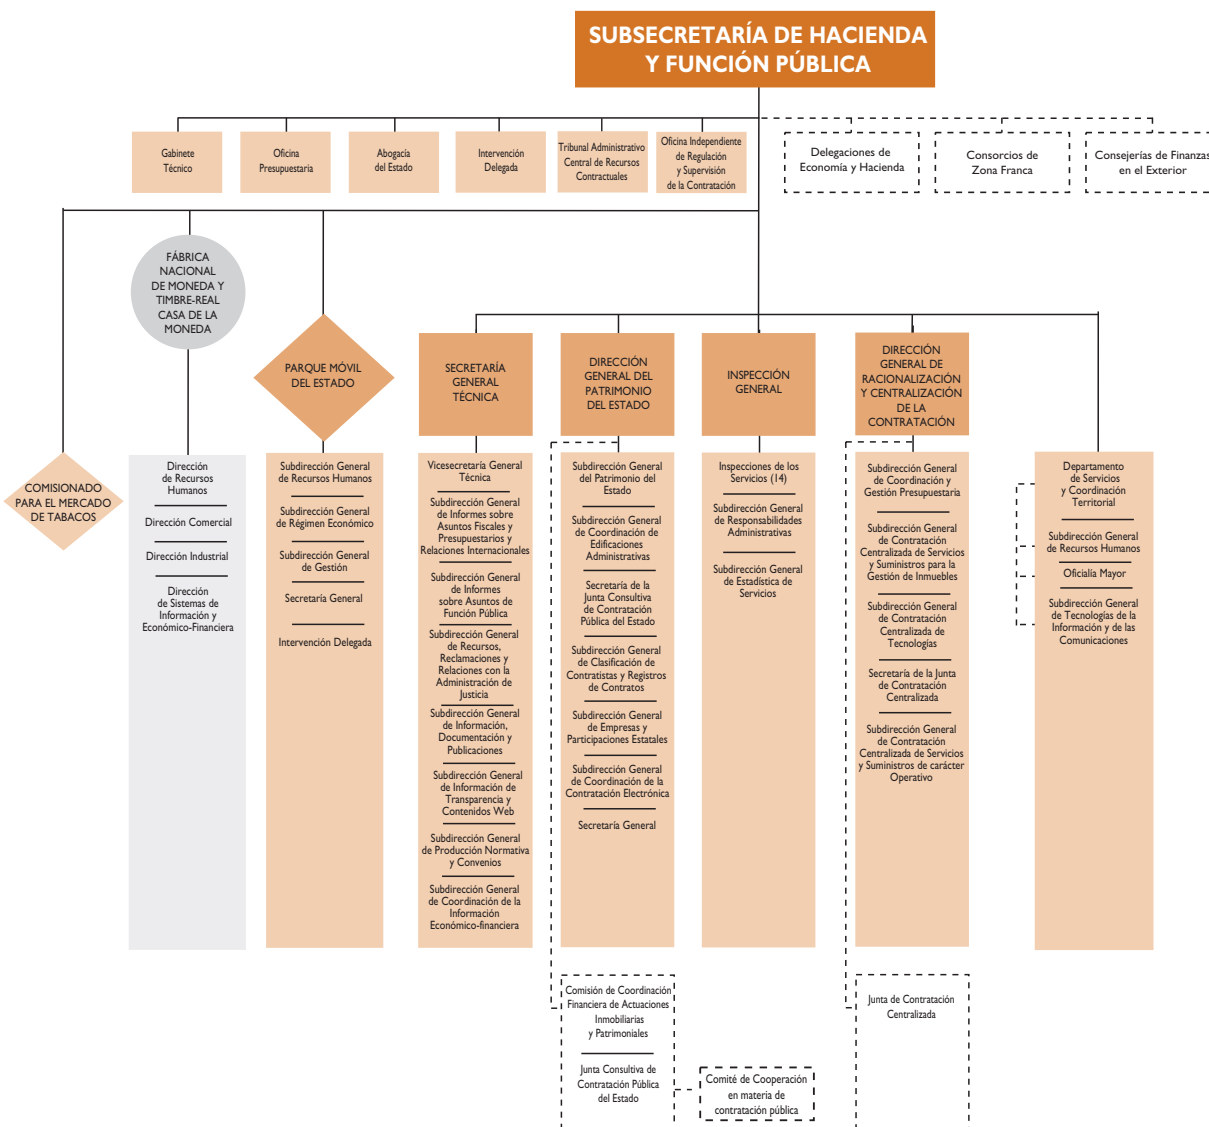 SUBSECRETARÍA DE HACIENDA
Y FUNCIÓN PÚBLICA
Gabinete
Técnico
Oficina
Presupuestaria
Abogacía
del Estado
Intervención
Delegada
Tribunal Administrativo
Central de Recursos
Contractuales
Oficina Independiente
de Regulación
y Supervisión
de la Contratación
Delegaciones de
Economía y Hacienda
Consorcios de
Zona Franca
Consejerías de Finanzas
en el Exterior
FÁBRICA
NACIONAL
DE MONEDA Y
TIMBRE-REAL
CASA DE LA
MONEDA
PARQUE MÓVIL
DEL ESTADO
SECRETARÍA
GENERAL
TÉCNICA
DIRECCIÓN
GENERAL DEL
PATRIMONIO
DEL ESTADO
INSPECCIÓN
GENERAL
DIRECCIÓN
GENERAL DE
RACIONALIZACIÓN
Y CENTRALIZACIÓN
DE LA
CONTRATACIÓN
COMISIONADO
PARA EL MERCADO
DE TABACOS
Dirección
de Recursos
Humanos
Dirección Comercial
Dirección Industrial
Dirección
de Sistemas de
Información y
Económico-Financiera
Subdirección General
de Recursos Humanos
Subdirección General
de Régimen Económico
Subdirección General
de Gestión
Secretaría General
Intervención Delegada
Vicesecretaría General
Técnica
Subdirección General
de Informes sobre
Asuntos Fiscales y
Presupuestarios y
Relaciones Internacionales
Subdirección General
de Informes
sobre Asuntos de
Función Pública
Subdirección General
de Recursos,
Reclamaciones y
Relaciones con la
Administración de
Justicia
Subdirección General
de Información,
Documentación y
Publicaciones
Subdirección General
de Información de
Transparencia y
Contenidos Web
Subdirección General
de Producción Normativa
y Convenios
Subdirección General
de Coordinación de la
Información
Económico-financiera
Subdirección General
del Patrimonio del
Estado
Subdirección General
de Coordinación de
Edificaciones
Administrativas
Secretaría de la
Junta Consultiva
de Contratación
Pública del Estado
Subdirección General
de Clasificación de
Contratistas y Registros
de Contratos
Subdirección General
de Empresas y
Participaciones Estatales
Subdirección General
de Coordinación de la
Contratación Electrónica
Secretaría General
Inspecciones de los
Servicios (14)
Subdirección General
de Responsabilidades
Administrativas
Subdirección General
de Estadística de
Servicios
Subdirección General
de Coordinación y
Gestión Presupuestaria
Subdirección General
de Contratación
Centralizada de Servicios
y Suministros para la
Gestión de Inmuebles
Subdirección General
de Contratación
Centralizada de
Tecnologías
Secretaría de la Junta
de Contratación
Centralizada
Subdirección General
de Contratación
Centralizada de Servicios
y Suministros de carácter
Operativo
Departamento
de Servicios
y Coordinación
Territorial
Subdirección General
de Recursos Humanos
Oficialía Mayor
Subdirección General
de Tecnologías de la
Información y de las
Comunicaciones
Comisión de Coordinación
Financiera de Actuaciones
Inmobiliarias
y Patrimoniales
Junta Consultiva de
Contratación Pública
del Estado
Comité de Cooperación
en materia de
contratación pública
Junta de Contratación
Centralizada